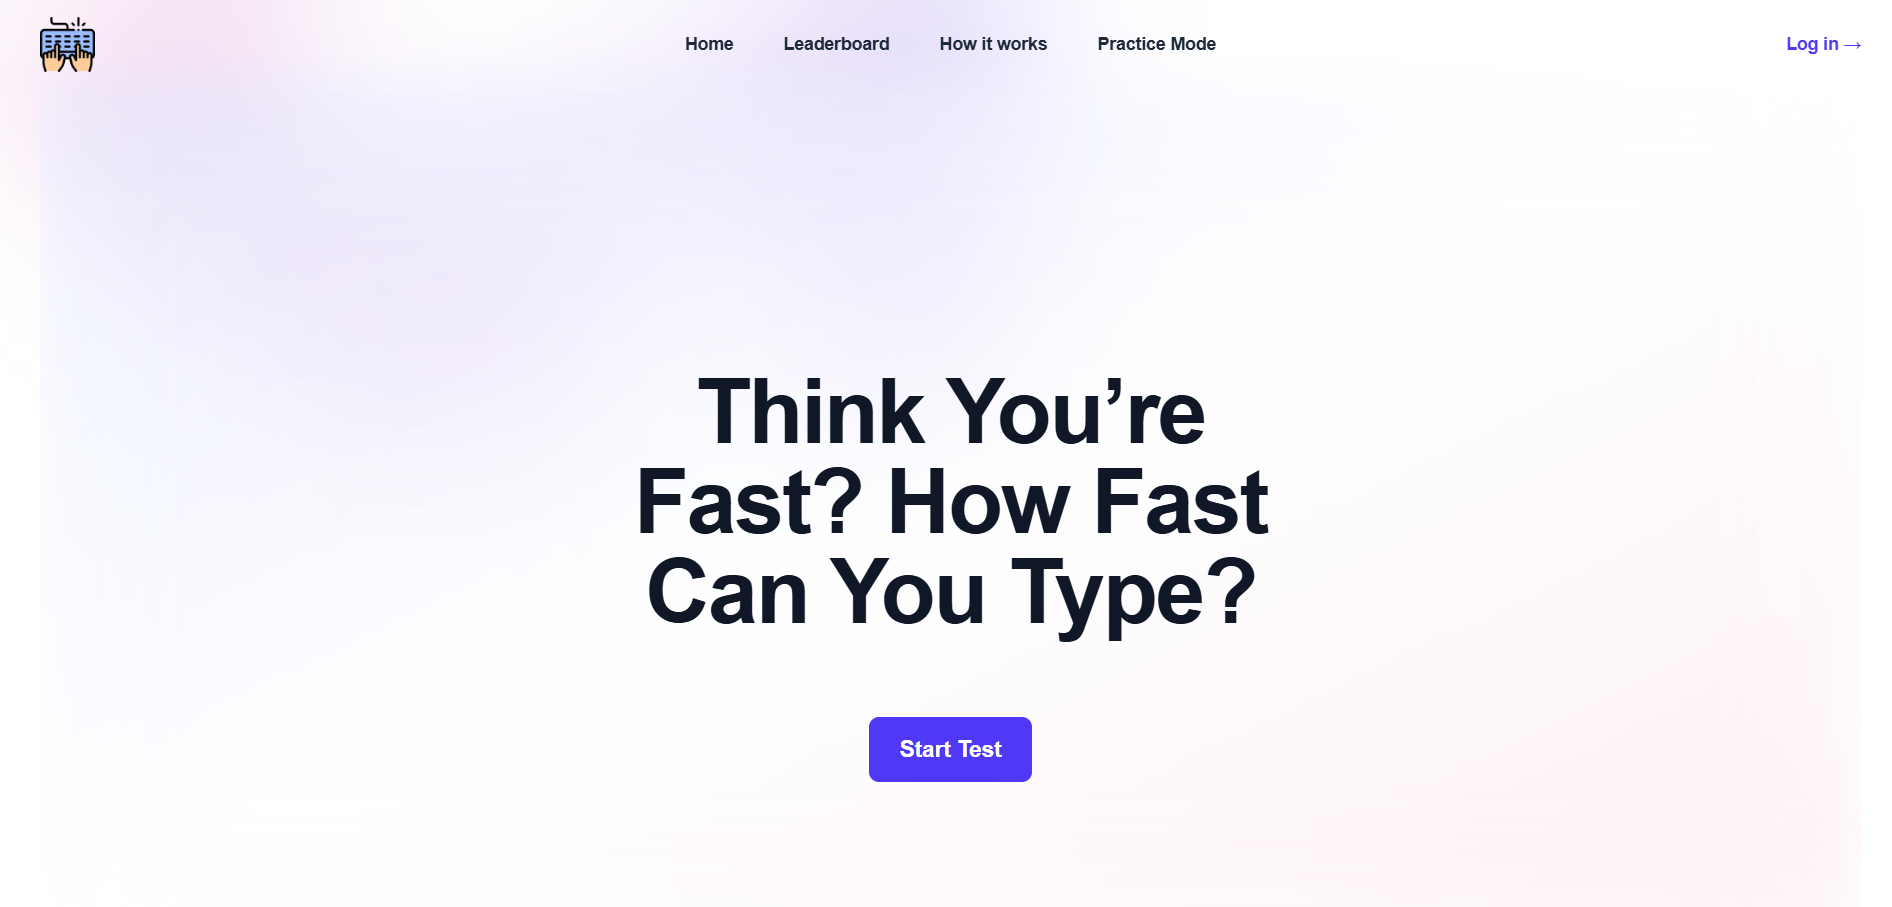 Home Leaderboard How it works Practice Mode Log in →
Think You’re
Fast? How Fast
Can You Type?
Start Test